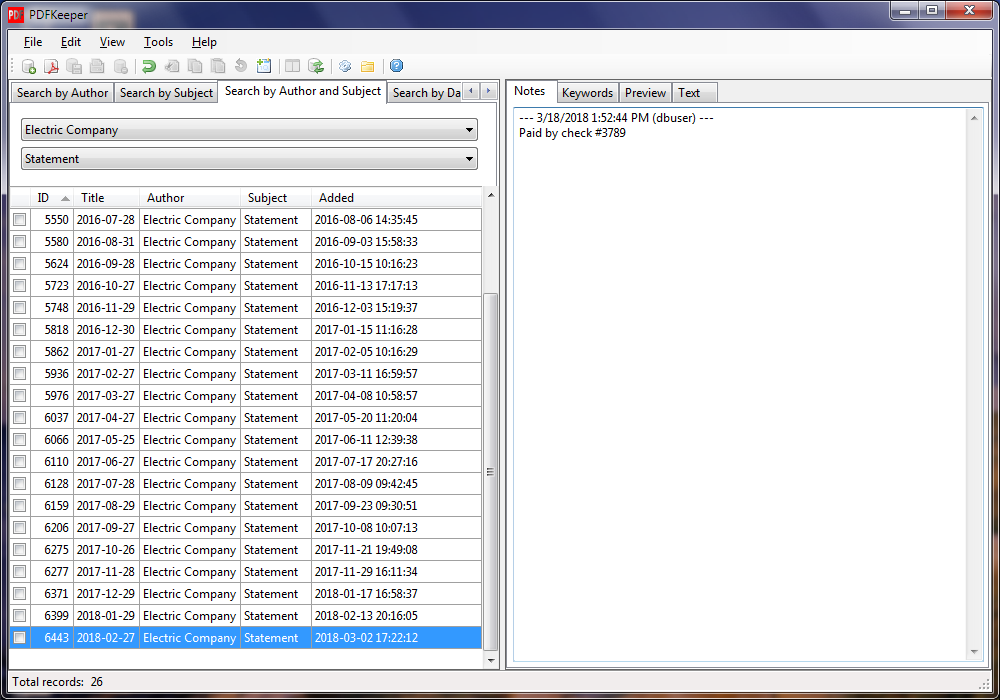 PDF PDFKeeper
File Edit View Tools Help
Search by Author Search by Subject Search by Author and Subject Search by Da
Electric Company
Statement
ID Title Author Subject Added
5550 2016-07-28 Electric Company Statement 2016-08-06 14:35:45
5580 2016-08-31 Electric Company Statement 2016-09-03 15:58:33
5624 2016-09-28 Electric Company Statement 2016-10-15 10:16:23
5723 2016-10-27 Electric Company Statement 2016-11-13 17:17:13
5748 2016-11-29 Electric Company Statement 2016-12-03 15:19:37
5818 2016-12-30 Electric Company Statement 2017-01-15 11:16:28
5862 2017-01-27 Electric Company Statement 2017-02-05 10:16:29
5936 2017-02-27 Electric Company Statement 2017-03-11 16:59:57
5976 2017-03-27 Electric Company Statement 2017-04-08 10:58:57
6037 2017-04-27 Electric Company Statement 2017-05-20 11:20:04
6066 2017-05-25 Electric Company Statement 2017-06-11 12:39:38
6110 2017-06-27 Electric Company Statement 2017-07-17 20:27:16
6128 2017-07-28 Electric Company Statement 2017-08-09 09:42:45
6159 2017-08-29 Electric Company Statement 2017-09-23 09:30:51
6206 2017-09-27 Electric Company Statement 2017-10-08 10:07:13
6275 2017-10-26 Electric Company Statement 2017-11-21 19:49:08
6277 2017-11-28 Electric Company Statement 2017-11-29 16:11:34
6371 2017-12-29 Electric Company Statement 2018-01-17 16:58:37
6399 2018-01-29 Electric Company Statement 2018-02-13 20:16:05
6443 2018-02-27 Electric Company Statement 2018-03-02 17:22:12
Notes Keywords Preview Text
--- 3/18/2018 1:52:44 PM (dbuser) ---
Paid by check #3789
Total records: 26